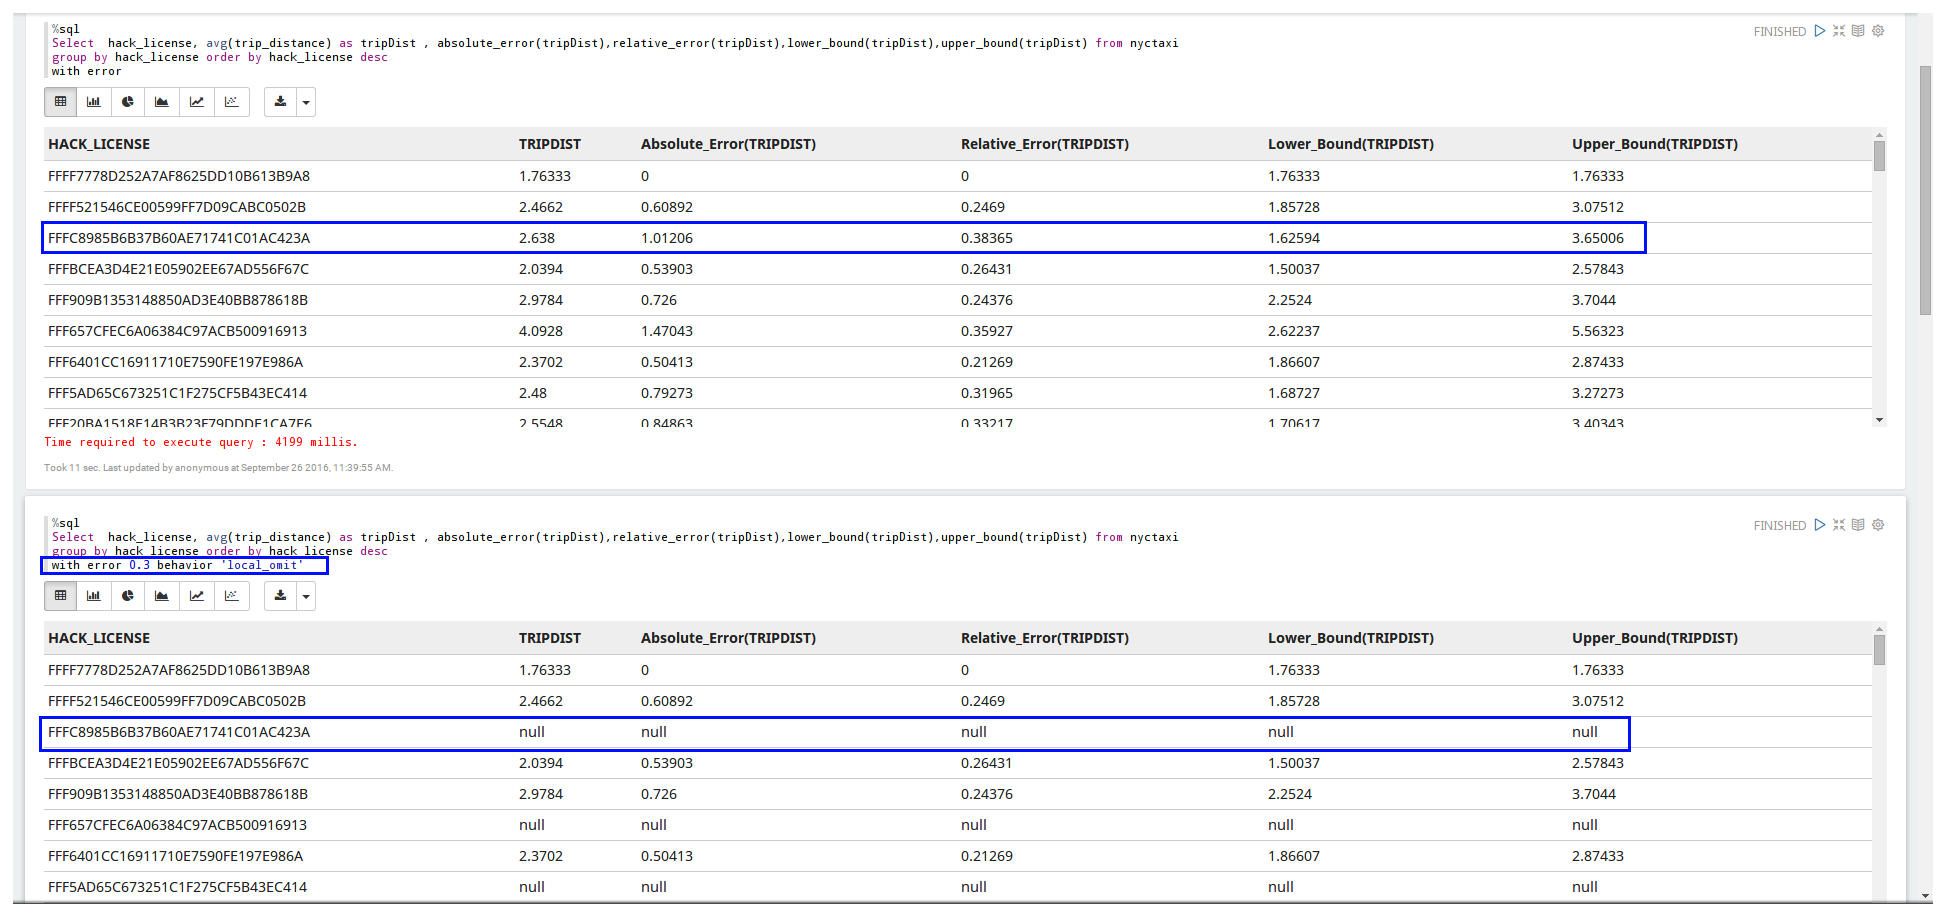 %sql
Select hack_license, avg(trip_distance) as tripDist , absolute_error(tripDist),relative_error(tripDist),lower_bound(tripDist),upper_bound(tripDist) from nyctaxi
group by hack_license order by hack_license desc
with error
FINISHED
HACK_LICENSE TRIPDIST Absolute_Error(TRIPDIST) Relative_Error(TRIPDIST) Lower_Bound(TRIPDIST) Upper_Bound(TRIPDIST)
FFFF7778D252A7AF8625DD10B613B9A8 1.76333 0 0 1.76333 1.76333
FFFF521546CE00599FF7D09CABC0502B 2.4662 0.60892 0.2469 1.85728 3.07512
FFFC8985B6B37B60AE71741C01AC423A 2.638 1.01206 0.38365 1.62594 3.65006
FFFBCEA3D4E21E05902EE67AD556F67C 2.0394 0.53903 0.26431 1.50037 2.57843
FFF909B1353148850AD3E40BB878618B 2.9784 0.726 0.24376 2.2524 3.7044
FFF657CFEC6A06384C97ACB500916913 4.0928 1.47043 0.35927 2.62237 5.56323
FFF6401CC16911710E7590FE197E986A 2.3702 0.50413 0.21269 1.86607 2.87433
FFF5AD65C673251C1F275CF5B43EC414 2.48 0.79273 0.31965 1.68727 3.27273
2.5548 0.84863 0.33217 1.70617 3.40343
Time required to execute query : 4199 millis.
Took 11 sec. Last updated by anonymous at September 26 2016, 11:39:55 AM.
%sql
Select hack_license, avg(trip_distance) as tripDist , absolute_error(tripDist),relative_error(tripDist),lower_bound(tripDist),upper_bound(tripDist) from nyctaxi
group by hack_license order by hack_license desc
with error 0.3 behavior 'local_omit'
FINISHED
HACK_LICENSE TRIPDIST Absolute_Error(TRIPDIST) Relative_Error(TRIPDIST) Lower_Bound(TRIPDIST) Upper_Bound(TRIPDIST)
FFFF7778D252A7AF8625DD10B613B9A8 1.76333 0 0 1.76333 1.76333
FFFF521546CE00599FF7D09CABC0502B 2.4662 0.60892 0.2469 1.85728 3.07512
FFFC8985B6B37B60AE71741C01AC423A null null null null null
FFFBCEA3D4E21E05902EE67AD556F67C 2.0394 0.53903 0.26431 1.50037 2.57843
FFF909B1353148850AD3E40BB878618B 2.9784 0.726 0.24376 2.2524 3.7044
FFF657CFEC6A06384C97ACB500916913 null null null null null
FFF6401CC16911710E7590FE197E986A 2.3702 0.50413 0.21269 1.86607 2.87433
FFF5AD65C673251C1F275CF5B43EC414 null null null null null